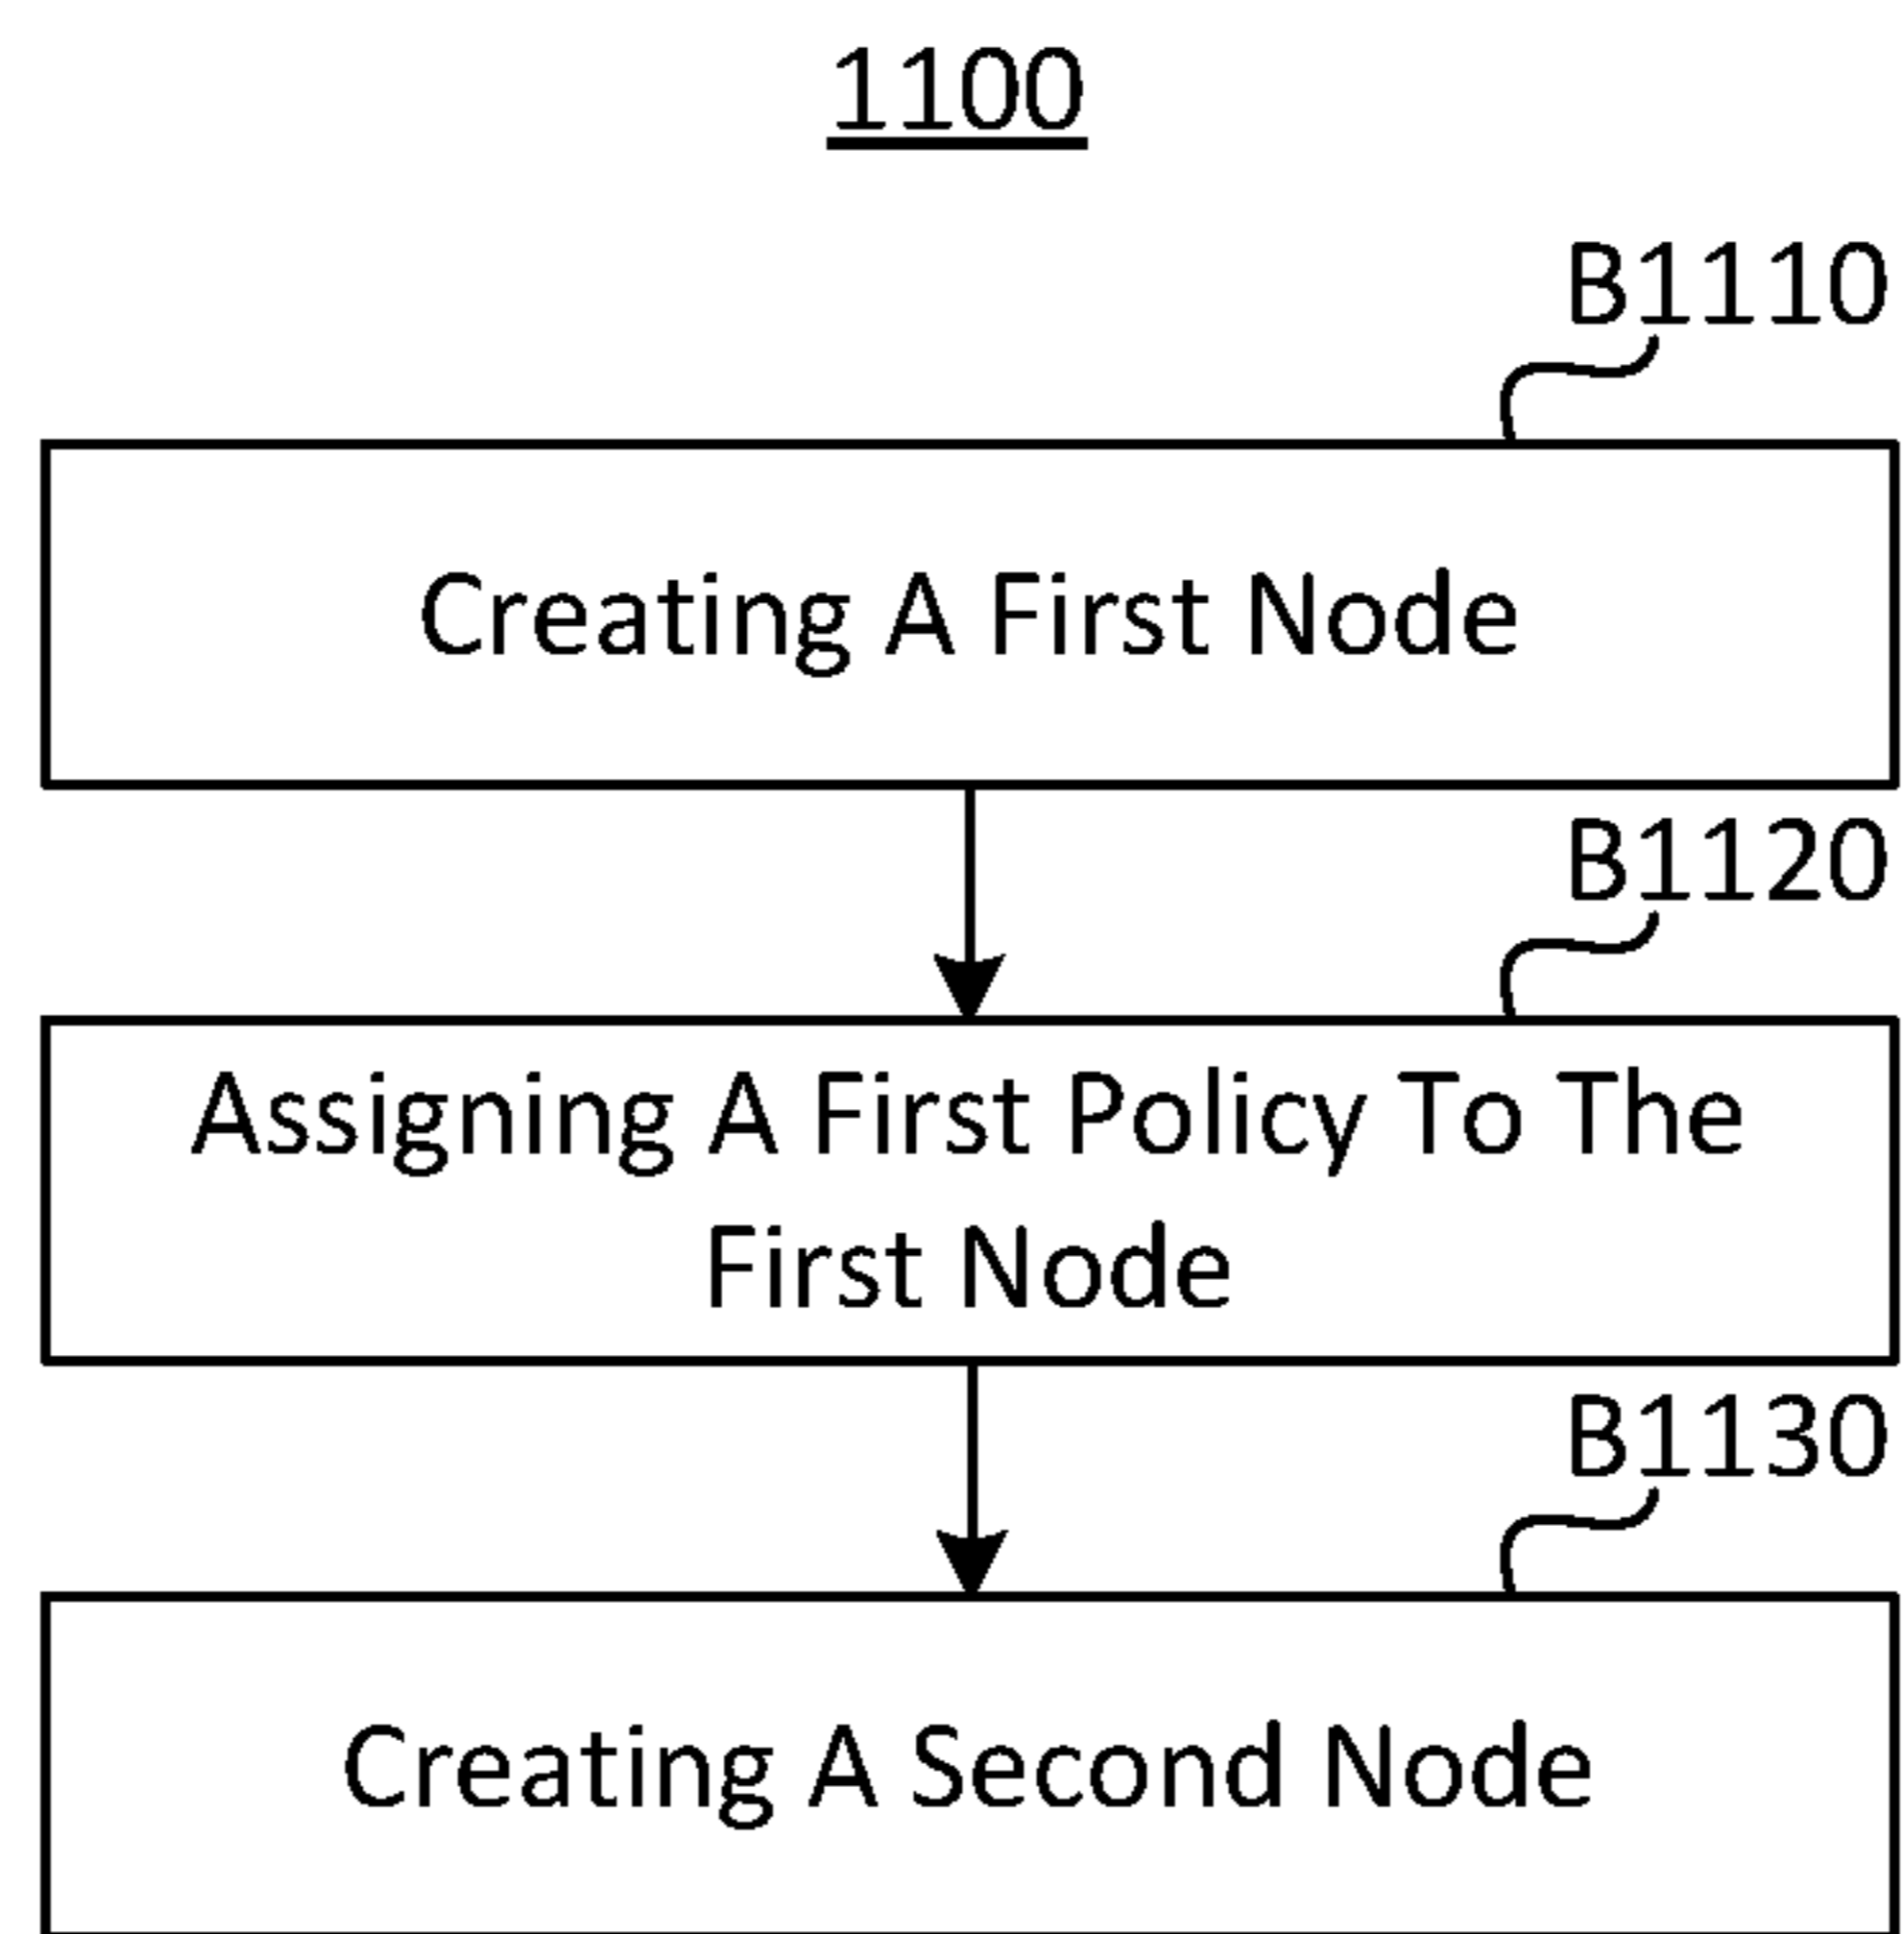 1100
B1110
Creating A First Node
B1120
Assigning A First Policy To The
First Node
B1130
Creating A Second Node